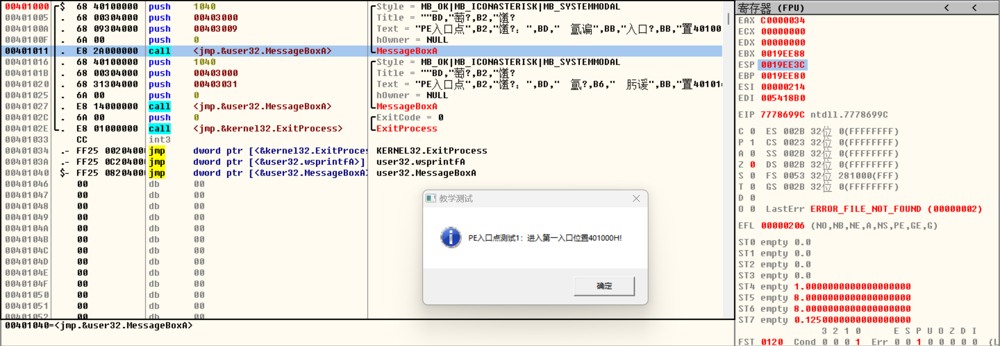 00401000 $ 68 40100000 push 1040 Style = MB_OK|MB_ICONASTERISK|MB_SYSTEMMODAL
00401005 . 68 00304000 push 00403000 Title = ""BD,"萄?,B2,"馐?
0040100A . 68 09304000 push 00403009 Text = "PE入口点",B2,"馐?: ",BD," 氲谝",BB,"入口?,BB,"置40100
0040100F . 6A 00 push 0 hOwner = NULL
00401011 . E8 2A000000 call <jmp.&user32.MessageBoxA> MessageBoxA
00401016 . 68 40100000 push 1040 Style = MB_OK|MB_ICONASTERISK|MB_SYSTEMMODAL
0040101B . 68 00304000 push 00403000 Title = ""BD,"萄?,B2,"馐?
00401020 . 68 31304000 push 00403031 Text = "PE入口点",B2,"馐?: ",BD," 氲?,B6," ",BB,"置40101
00401025 . 6A 00 push 0 hOwner = NULL
00401027 . E8 14000000 call <jmp.&user32.MessageBoxA> MessageBoxA
0040102C . 6A 00 push 0 ExitCode = 0
0040102E . E8 01000000 call <jmp.&kernel32.ExitProcess> ExitProcess
00401033 CC int3
00401034 .- FF25 00204000 jmp dword ptr [<&kernel32.ExitProces KERNEL32.ExitProcess
0040103A .- FF25 0C204000 jmp dword ptr [<&user32.wsprintfA>] user32.wsprintfA
00401040 $- FF25 08204000 jmp dword ptr [<&user32.MessageBoxA> user32.MessageBoxA
00401046 00 db 00
00401047 00 db 00
00401048 00 db 00
00401049 00 db 00
0040104A 00 db 00
0040104B 00 db 00
0040104C 00 db 00
0040104D 00 db 00
0040104E 00 db 00
0040104F 00 db 00
00401050 00 db 00
00401051 00 db 00
00401052 00 db 00
00401040=<jmp.&user32.MessageBoxA>
教学测试
PE入口点测试1：进入第一入口位置401000H!
确定
寄存器 (FPU) < <
EAX C0000034
ECX 00000000
EDX 00000000
EBX 0019EE88
ESP 0019EE3C
EBP 0019EE80
ESI 00000214
EDI 005418B0
EIP 7778699C ntdll.7778699C
C 0 ES 002B 32位 0(FFFFFFFF)
P 1 CS 0023 32位 0(FFFFFFFF)
A 0 SS 002B 32位 0(FFFFFFFF)
Z 0 DS 002B 32位 0(FFFFFFFF)
S 0 FS 0053 32位 281000(FFF)
T 0 GS 002B 32位 0(FFFFFFFF)
D 0
O 0 LastErr ERROR_FILE_NOT_FOUND (00000002)
EFL 00000206 (NO,NB,NE,A,NS,PE,GE,G)
ST0 empty 0.0
ST1 empty 0.0
ST2 empty 0.0
ST3 empty 0.0
ST4 empty 1.0000000000000000000
ST5 empty 8.0000000000000000000
ST6 empty 8.0000000000000000000
ST7 empty 0.1250000000000000000
3 2 1 0 E S P U O Z D I
FST 0120 Cond 0 0 0 1 Err 0 0 1 0 0 0 0 0 (L